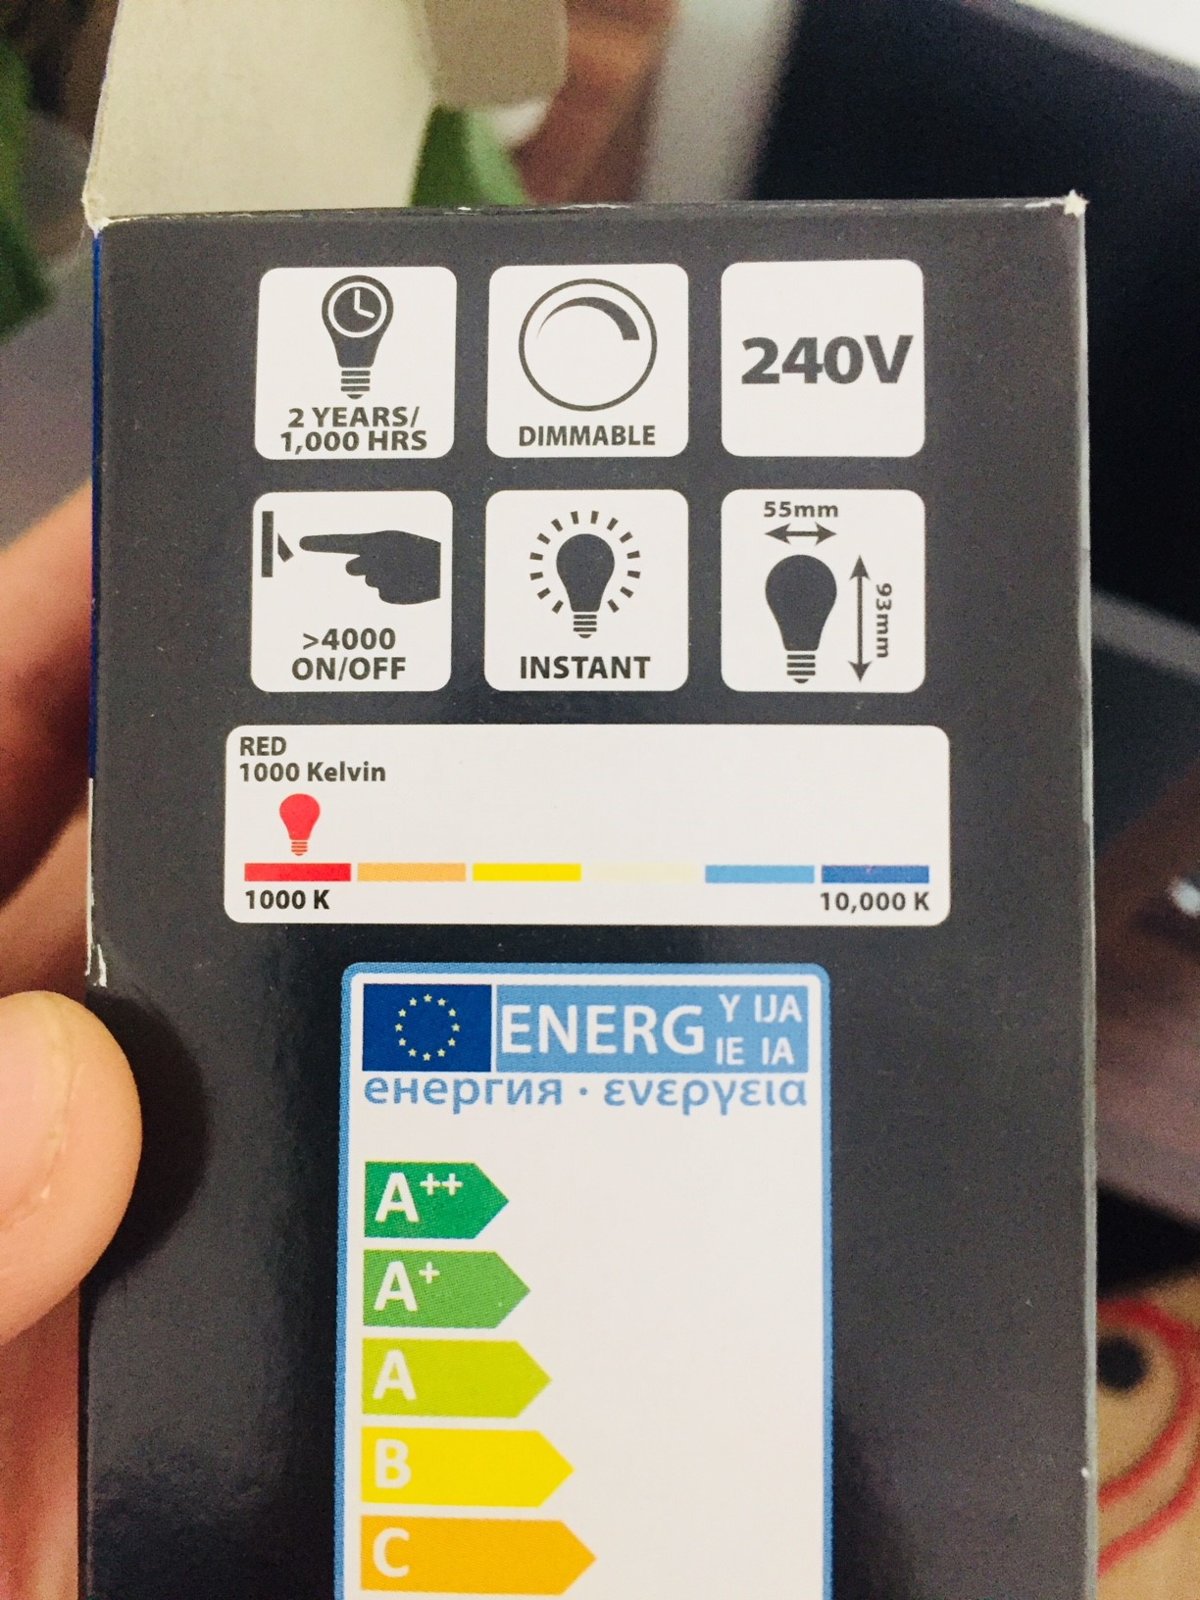 2 YEARS/
1,000 HRS
DIMMABLE
240V
>4000
ON/OFF
INSTANT
55mm
93mm
RED
1000 Kelvin
1000 K
10,000 K
ENERG
Y IJA
IE IA
енергия · ενεργεια
A++
A+
A
B
C